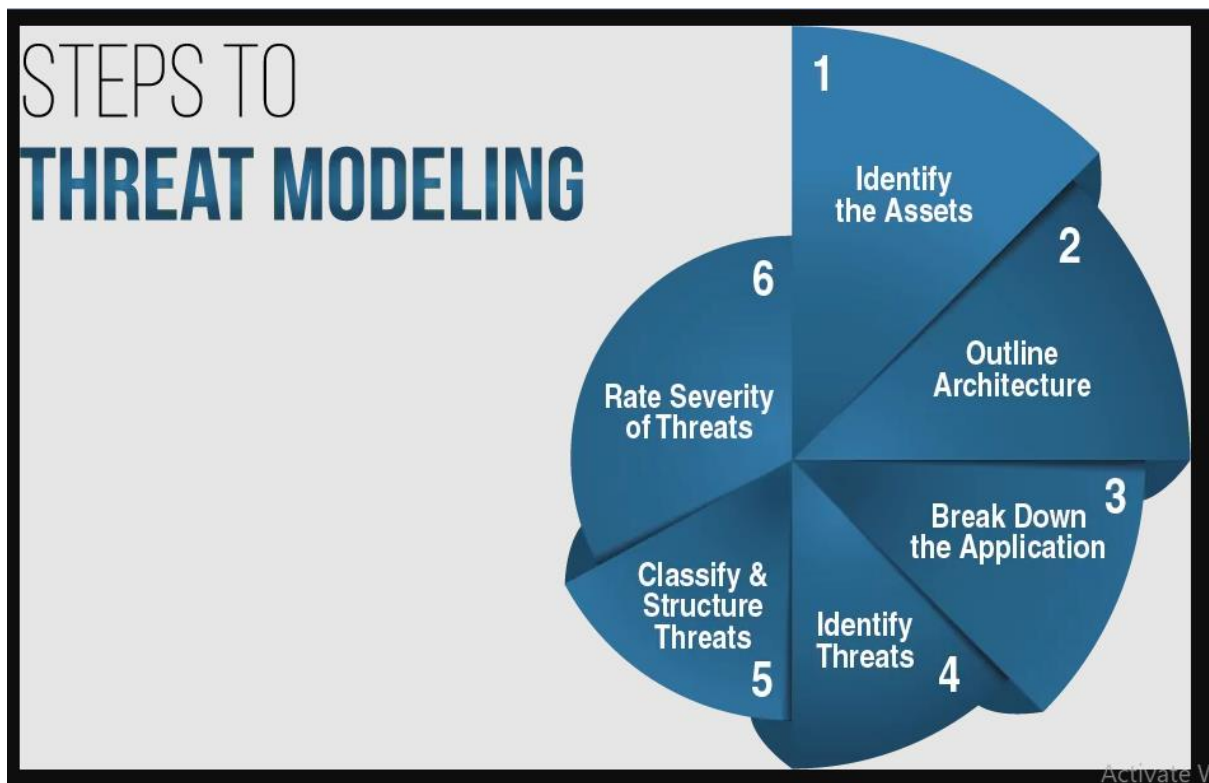 STEPS TO
THREAT MODELING
1
Identify
the Assets
2
Outline
Architecture
3
Break Down
the Application
4
Identify
Threats
5
Classify &
Structure
Threats
6
Rate Severity
of Threats
Activate